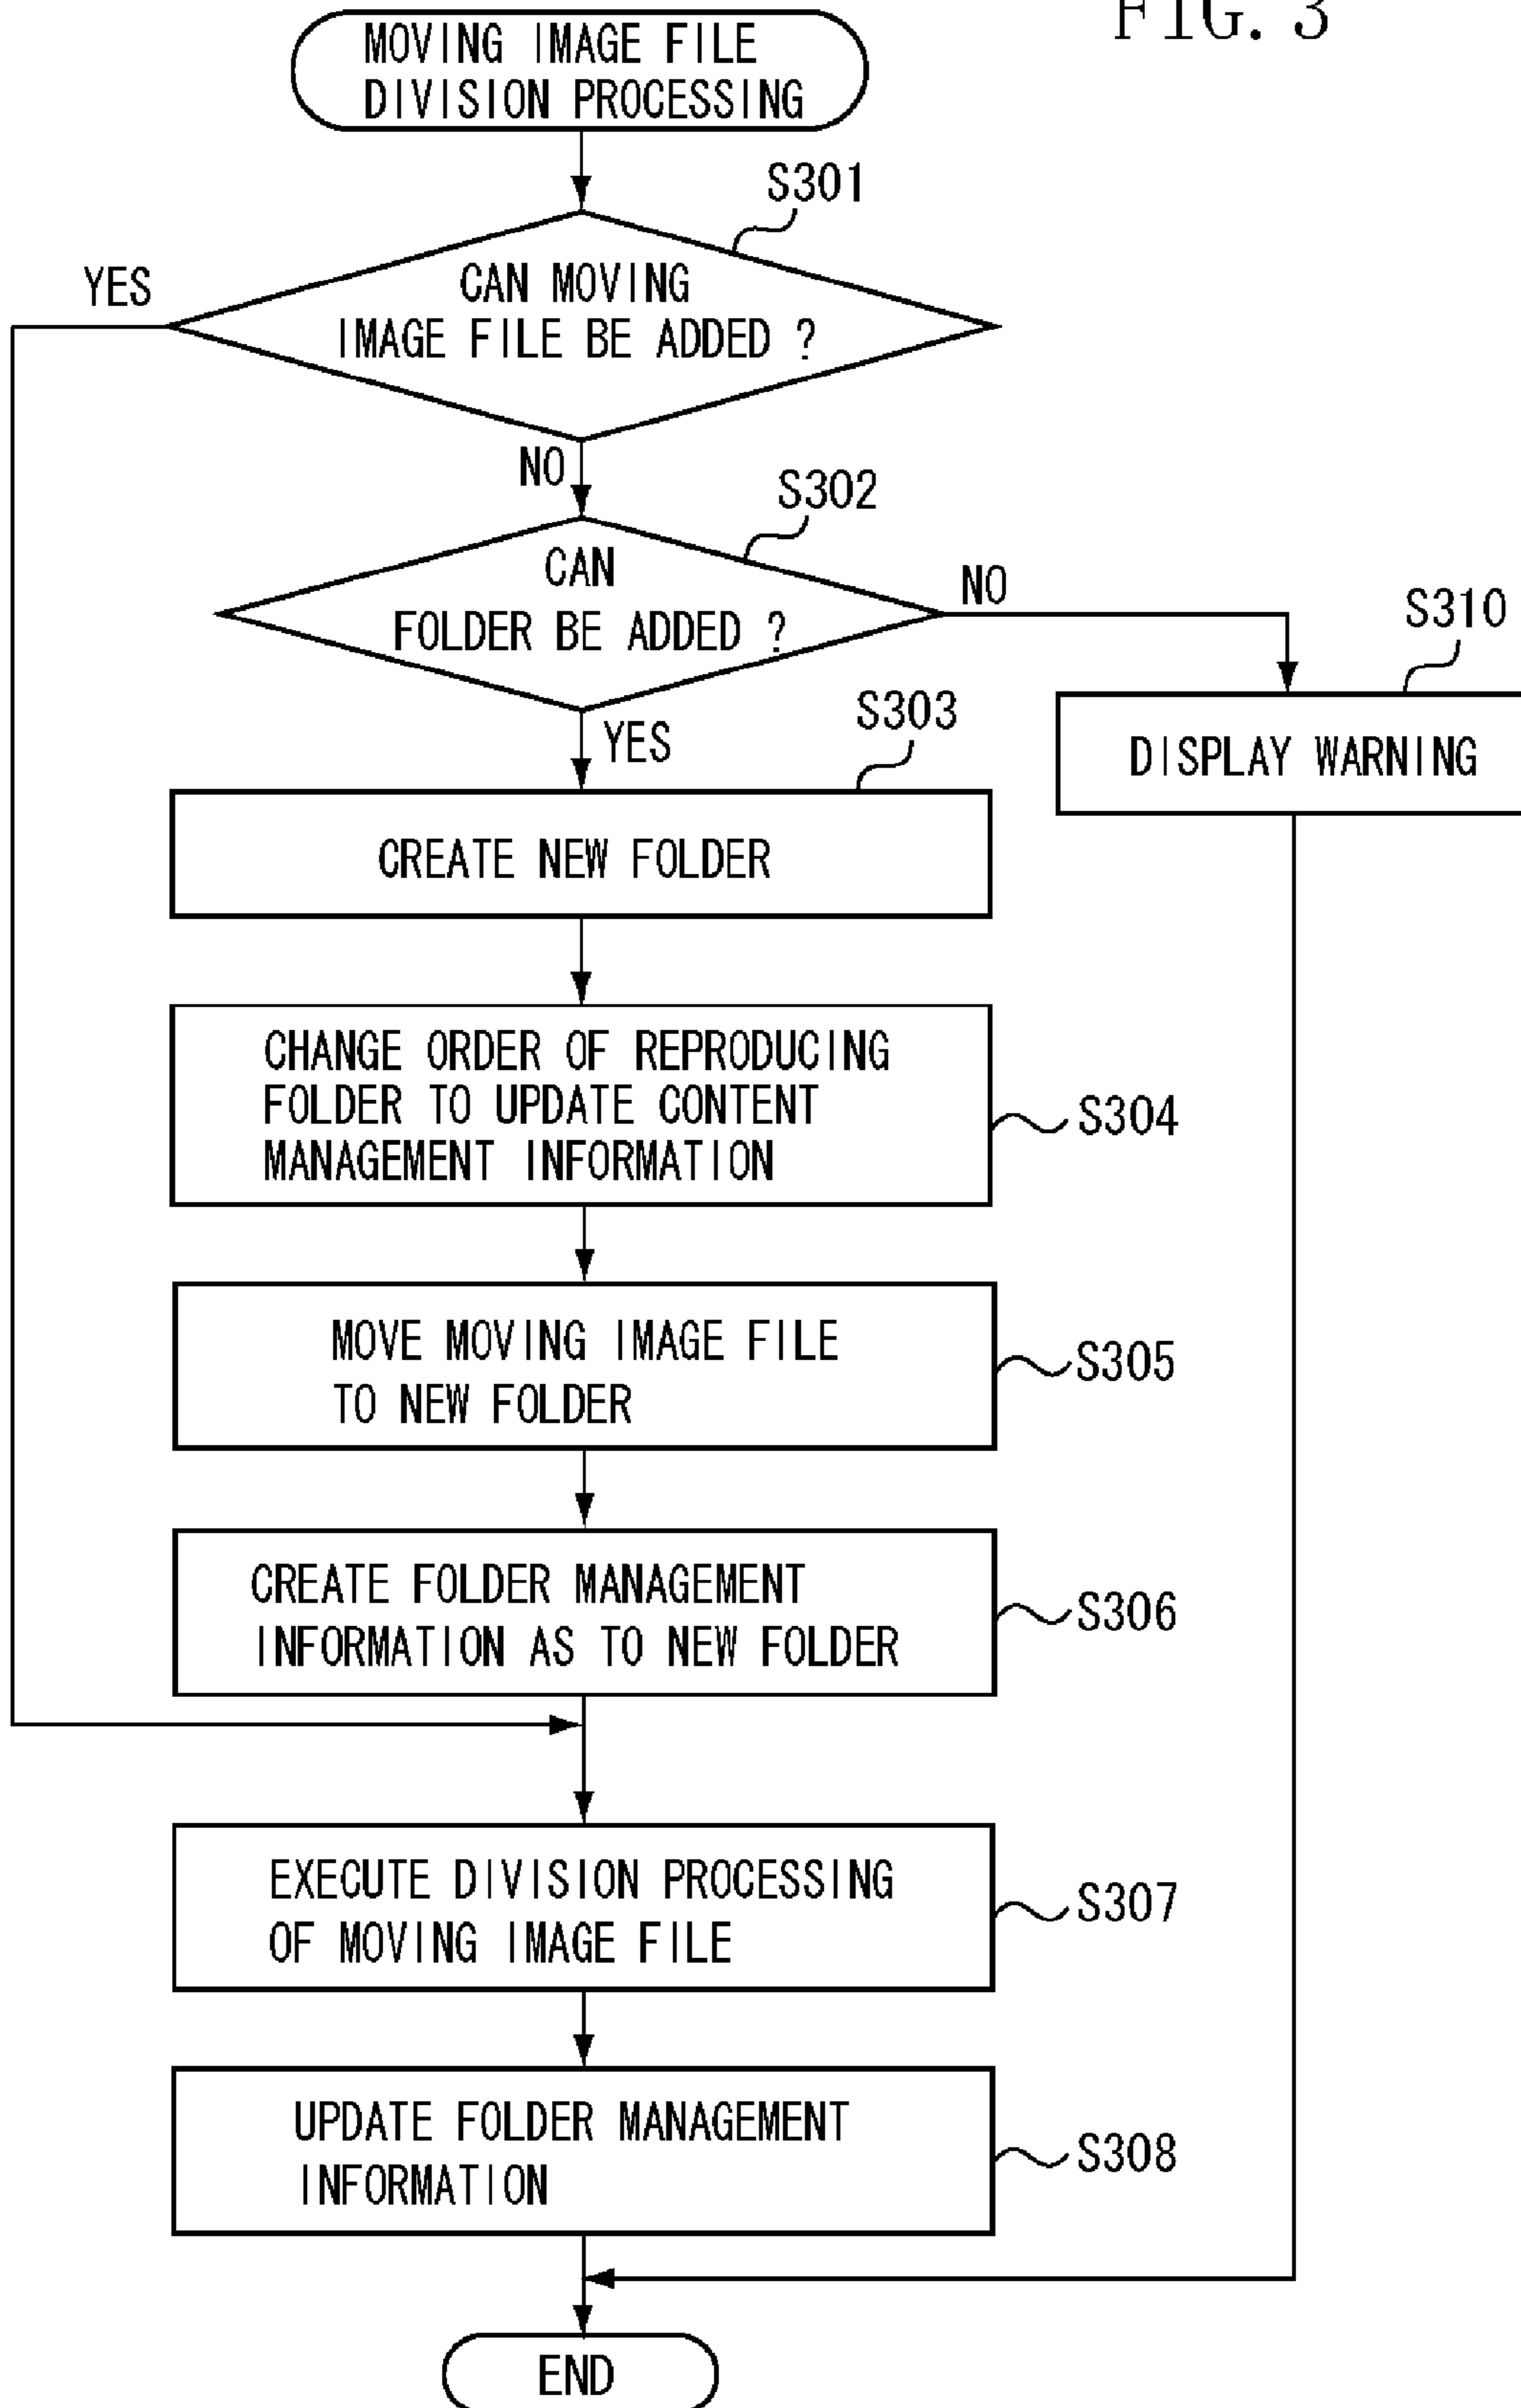 FIG. 3
MOVING IMAGE FILE
DIVISION PROCESSING
S301
YES
CAN MOVING
IMAGE FILE BE ADDED ?
NO
S302
CAN
FOLDER BE ADDED ?
NO
S310
YES
S303
DISPLAY WARNING
CREATE NEW FOLDER
CHANGE ORDER OF REPRODUCING
FOLDER TO UPDATE CONTENT
MANAGEMENT INFORMATION
S304
MOVE MOVING IMAGE FILE
TO NEW FOLDER
S305
CREATE FOLDER MANAGEMENT
INFORMATION AS TO NEW FOLDER
S306
EXECUTE DIVISION PROCESSING
OF MOVING IMAGE FILE
S307
UPDATE FOLDER MANAGEMENT
INFORMATION
S308
END